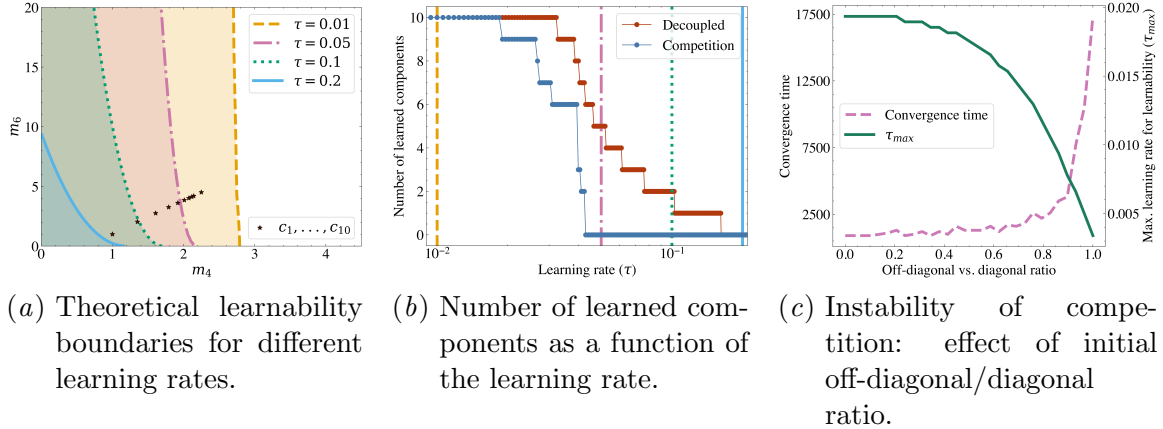 20
15
10
5
0
m₆
0
1
2
3
4
m₄
τ = 0.01
τ = 0.05
τ = 0.1
τ = 0.2
c₁, . . . , c₁₀
10
8
6
4
2
0
Number of learned components
10⁻²
10⁻¹
Learning rate (τ)
Decoupled
Competition
17500
12500
7500
2500
Convergence time
0.0
0.2
0.4
0.6
0.8
1.0
Off-diagonal vs. diagonal ratio
0.020
0.015
0.010
0.005
Max. learning rate for learnability (τₘₐₓ)
Convergence time
τₘₐₓ
(a) Theoretical learnability
boundaries for different
learning rates.
(b) Number of learned com-
ponents as a function of
the learning rate.
(c) Instability of compe-
tition: effect of initial
off-diagonal/diagonal
ratio.